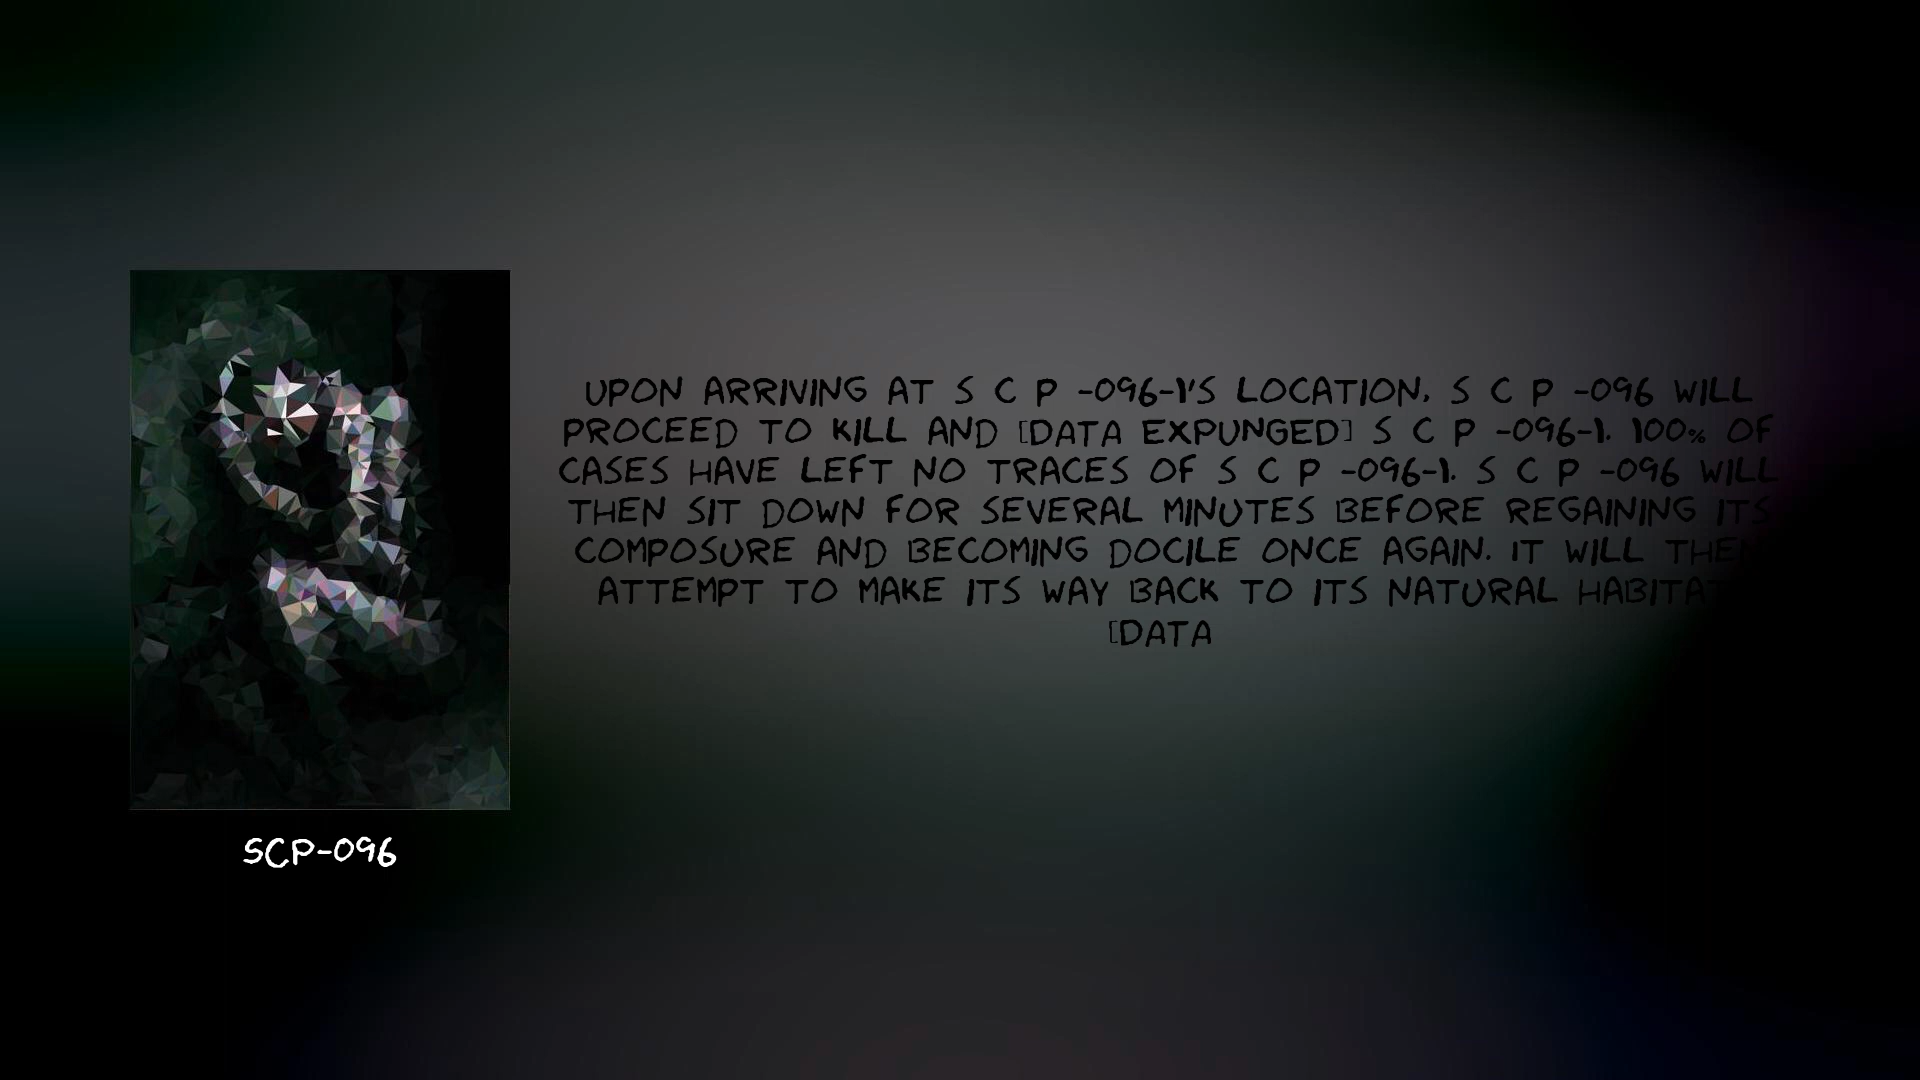 UPON ARRIVING AT S C P -096-1'S LOCATION, S C P -096 WILL
PROCEED TO KILL AND [DATA EXPUNGED] S C P -096-1. 100% OF
CASES HAVE LEFT NO TRACES OF S C P -096-1. S C P -096 WILL
THEN SIT DOWN FOR SEVERAL MINUTES BEFORE REGAINING ITS
COMPOSURE AND BECOMING DOCILE ONCE AGAIN. IT WILL THEN
ATTEMPT TO MAKE ITS WAY BACK TO ITS NATURAL HABITAT
[DATA
SCP-096